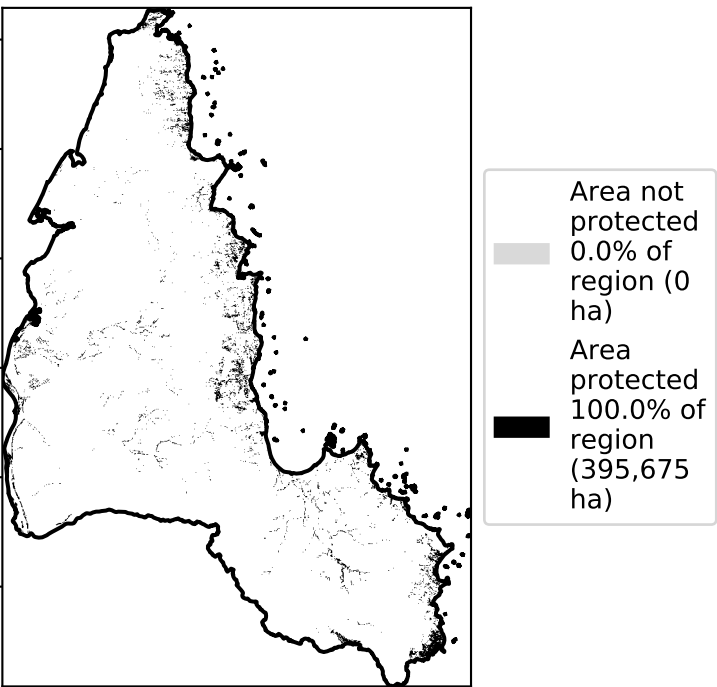 Area not
protected
0.0% of
region (0
ha)
Area
protected
100.0% of
region
(395,675
ha)